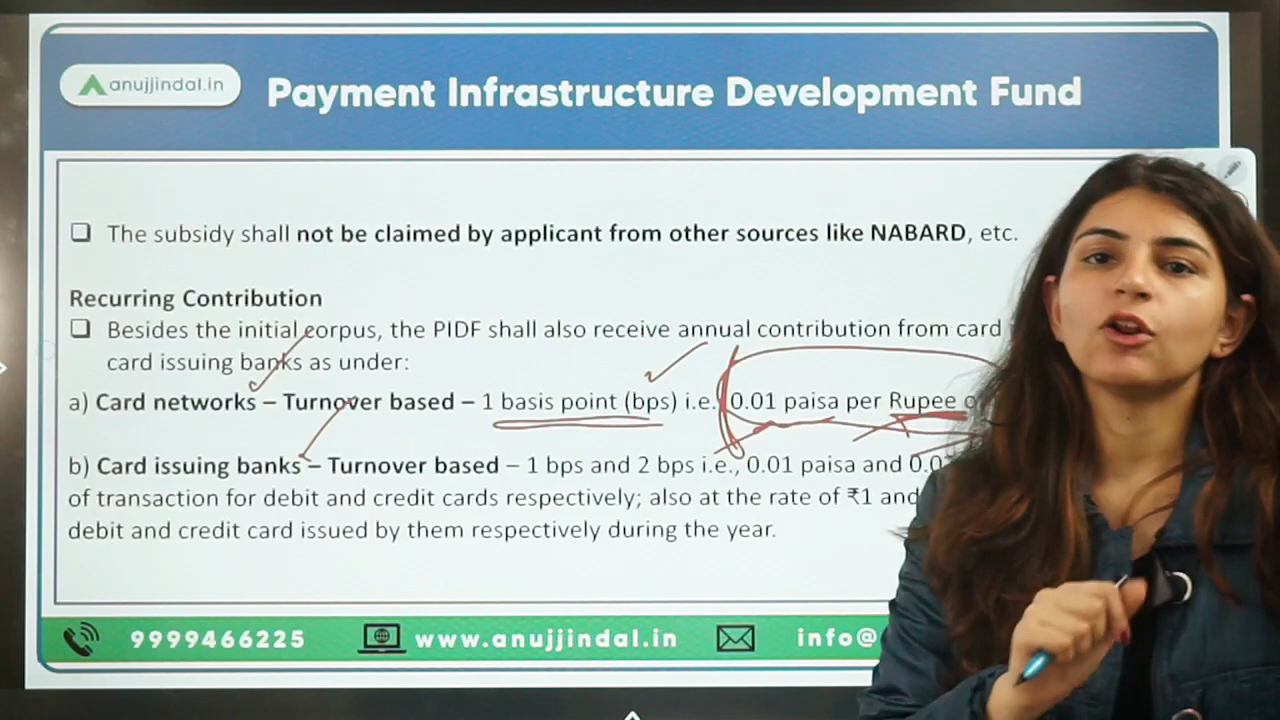 anujjindal.in
Payment Infrastructure Development Fund
❑ The subsidy shall not be claimed by applicant from other sources like NABARD, etc.
Recurring Contribution
❑ Besides the initial corpus, the PIDF shall also receive annual contribution from card
card issuing banks as under:
a) Card networks – Turnover based – 1 basis point (bps) i.e., 0.01 paisa per Rupee
b) Card issuing banks – Turnover based – 1 bps and 2 bps i.e., 0.01 paisa and
of transaction for debit and credit cards respectively; also at the rate of ₹1 and
debit and credit card issued by them respectively during the year.
9999466225
www.anujjindal.in
info@